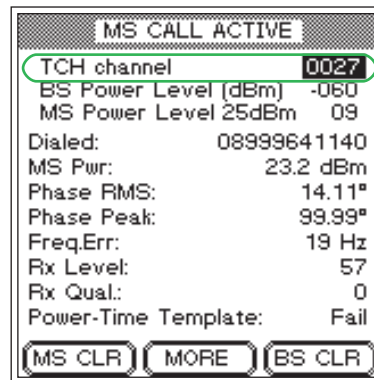 MS CALL ACTIVE
TCH channel 0027
BS Power Level (dBm) -060
MS Power Level 25dBm 09
Dialed: 08999641140
MS Pwr: 23.2 dBm
Phase RMS: 14.11°
Phase Peak: 99.99°
Freq.Err: 19 Hz
Rx Level: 57
Rx Qual.: 0
Power-Time Template: Fail
MS CLR MORE BS CLR